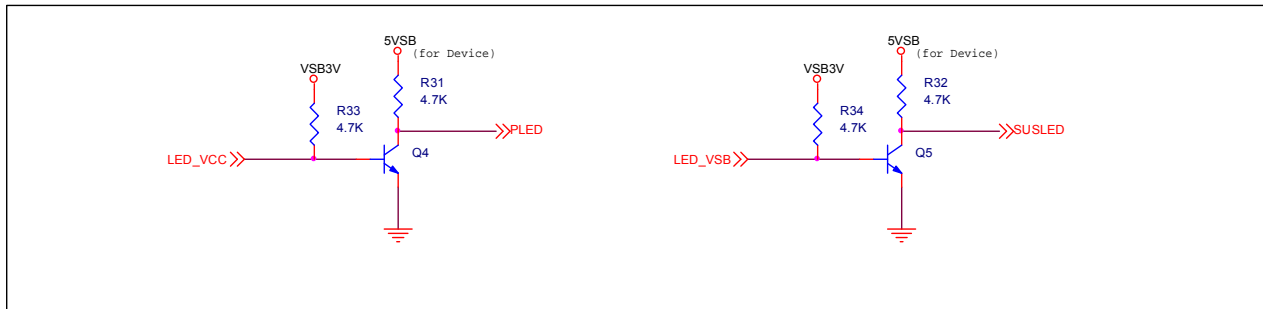 5VSB
(for Device)
VSB3V
R31
4.7K
R33
4.7K
PLED
Q4
LED_VCC
5VSB
(for Device)
VSB3V
R32
4.7K
R34
4.7K
SUSLED
Q5
LED_VSB